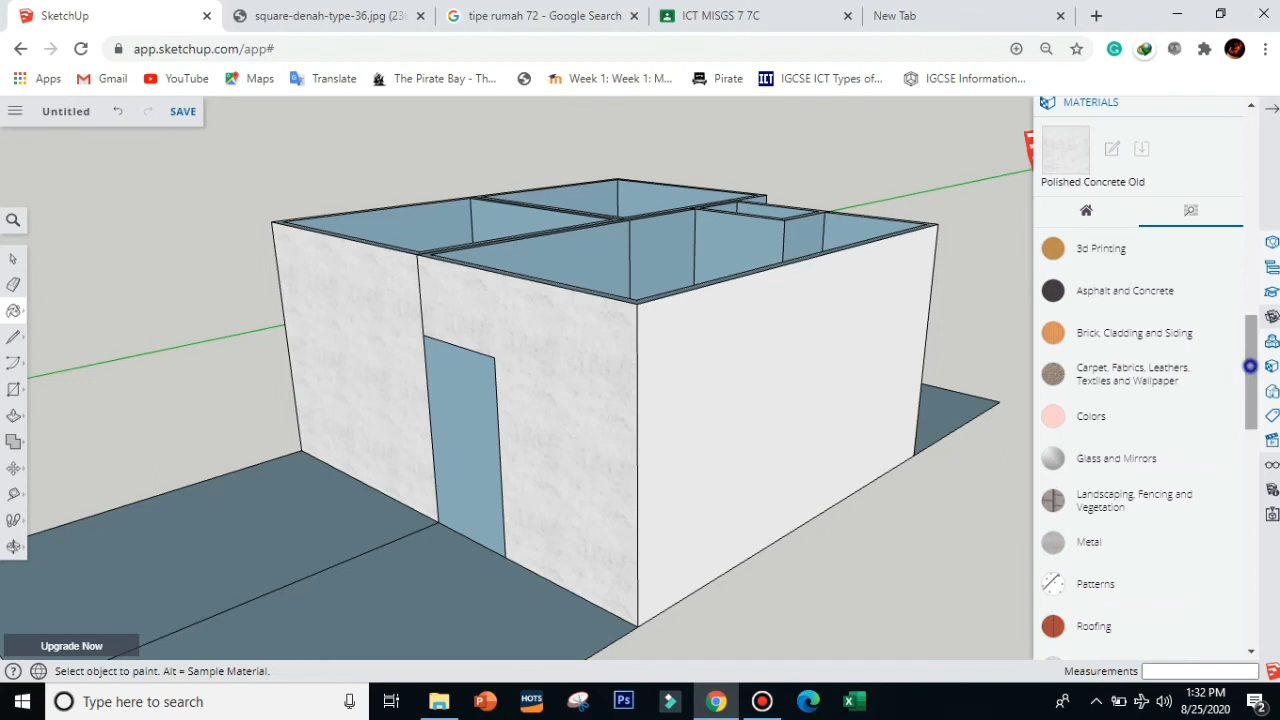 SketchUp
square-denah-type-36.jpg (23
tipe rumah 72 - Google Search
ICT MISGS 7 7C
New Tab
app.sketchup.com/app#
Apps
Gmail
YouTube
Maps
Translate
The Pirate Bay - Th...
Week 1: Week 1: M...
Pirate
ICT
IGCSE ICT Types of...
IGCSE Information...
Untitled
SAVE
MATERIALS
Polished Concrete Old
3d Printing
Asphalt and Concrete
Brick, Cladding and Siding
Carpet, Fabrics, Leathers,
Textiles and Wallpaper
Colors
Glass and Mirrors
Landscaping, Fencing and
Vegetation
Metal
Patterns
Roofing
Upgrade Now
Select object to paint. Alt = Sample Material.
Measurements
Type here to search
HOTS
Ps
1:32 PM
8/25/2020
2